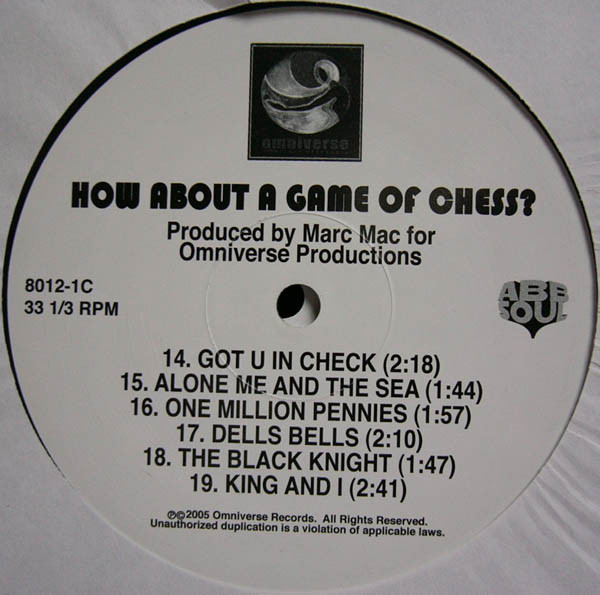 omniverse
HOW ABOUT A GAME OF CHESS?
Produced by Marc Mac for
Omniverse Productions
8012-1C
33 1/3 RPM
ABB
SOUL
14. GOT U IN CHECK (2:18)
15. ALONE ME AND THE SEA (1:44)
16. ONE MILLION PENNIES (1:57)
17. DELLS BELLS (2:10)
18. THE BLACK KNIGHT (1:47)
19. KING AND I (2:41)
℗©2005 Omniverse Records. All Rights Reserved.
Unauthorized duplication is a violation of applicable laws.